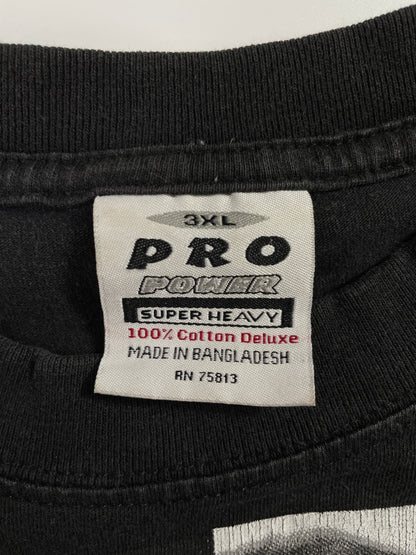 3XL
PRO
POWER
SUPER HEAVY
100% Cotton Deluxe
MADE IN BANGLADESH
RN 75813